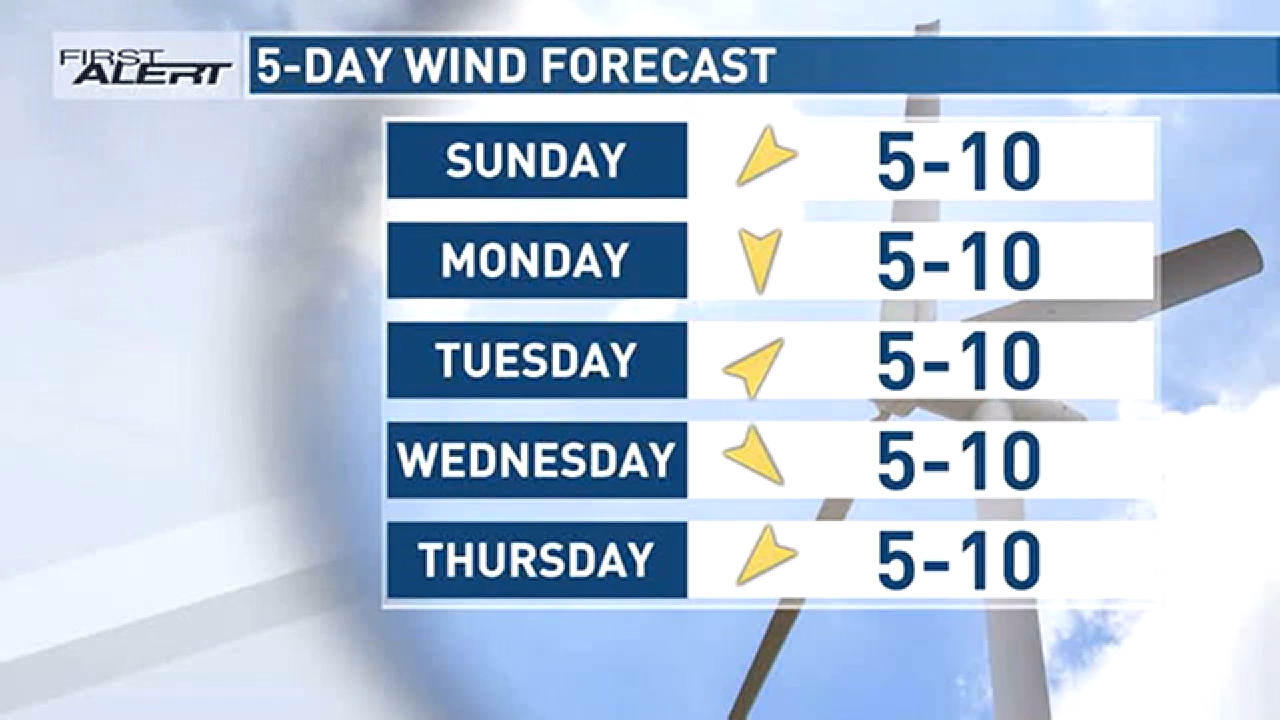 FIRST
ALERT
5-DAY WIND FORECAST
SUNDAY 5-10
MONDAY 5-10
TUESDAY 5-10
WEDNESDAY 5-10
THURSDAY 5-10